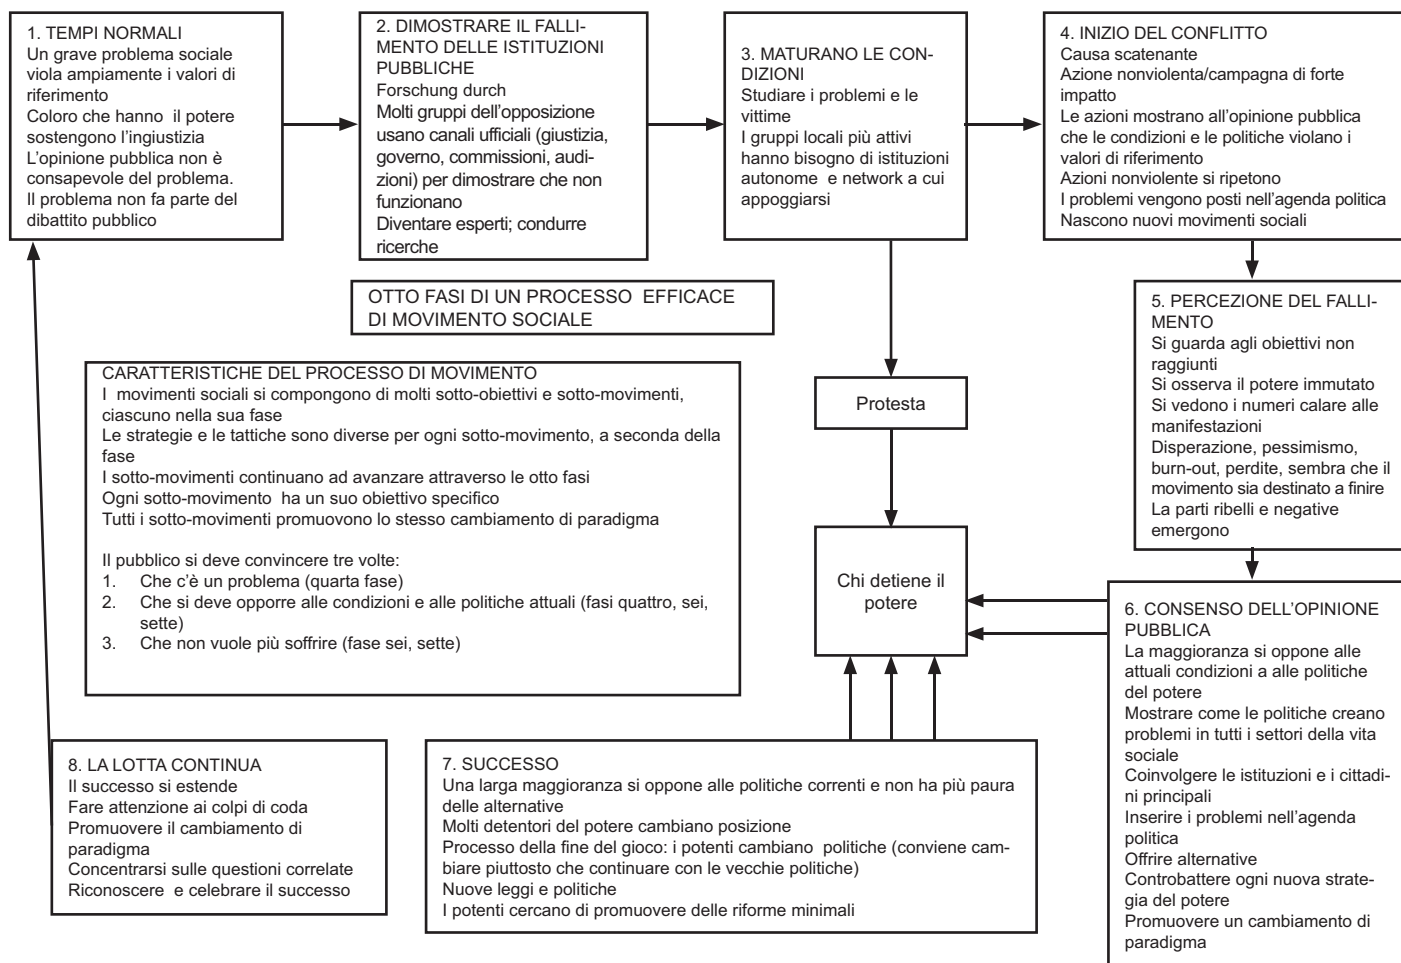 1. TEMPI NORMALI
Un grave problema sociale
viola ampiamente i valori di
riferimento
Coloro che hanno il potere
sostengono l'ingiustizia
L'opinione pubblica non è
consapevole del problema.
Il problema non fa parte del
dibattito pubblico
2. DIMOSTRARE IL FALLI-
MENTO DELLE ISTITUZIONI
PUBBLICHE
Forschung durch
Molti gruppi dell'opposizione
usano canali ufficiali (giustizia,
governo, commissioni, audi-
zioni) per dimostrare che non
funzionano
Diventare esperti; condurre
ricerche
3. MATURANO LE CON-
DIZIONI
Studiare i problemi e le
vittime
I gruppi locali più attivi
hanno bisogno di istituzioni
autonome e network a cui
appoggiarsi
4. INIZIO DEL CONFLITTO
Causa scatenante
Azione nonviolenta/campagna di forte
impatto
Le azioni mostrano all'opinione pubblica
che le condizioni e le politiche violano i
valori di riferimento
Azioni nonviolente si ripetono
I problemi vengono posti nell'agenda politica
Nascono nuovi movimenti sociali
OTTO FASI DI UN PROCESSO EFFICACE
DI MOVIMENTO SOCIALE
5. PERCEZIONE DEL FALLI-
MENTO
Si guarda agli obiettivi non
raggiunti
Si osserva il potere immutato
Si vedono i numeri calare alle
manifestazioni
Disperazione, pessimismo,
burn-out, perdite, sembra che il
movimento sia destinato a finire
La parti ribelli e negative
emergono
CARATTERISTICHE DEL PROCESSO DI MOVIMENTO
I movimenti sociali si compongono di molti sotto-obiettivi e sotto-movimenti,
ciascuno nella sua fase
Le strategie e le tattiche sono diverse per ogni sotto-movimento, a seconda della
fase
I sotto-movimenti continuano ad avanzare attraverso le otto fasi
Ogni sotto-movimento ha un suo obiettivo specifico
Tutti i sotto-movimenti promuovono lo stesso cambiamento di paradigma
Il pubblico si deve convincere tre volte:
1. Che c'è un problema (quarta fase)
2. Che si deve opporre alle condizioni e alle politiche attuali (fasi quattro, sei,
sette)
3. Che non vuole più soffrire (fase sei, sette)
Protesta
Chi detiene il
potere
6. CONSENSO DELL'OPINIONE
PUBBLICA
La maggioranza si oppone alle
attuali condizioni a alle politiche
del potere
Mostrare come le politiche creano
problemi in tutti i settori della vita
sociale
Coinvolgere le istituzioni e i cittadi-
ni principali
Inserire i problemi nell'agenda
politica
Offrire alternative
Controbattere ogni nuova strate-
gia del potere
Promuovere un cambiamento di
paradigma
7. SUCCESSO
Una larga maggioranza si oppone alle politiche correnti e non ha più paura
delle alternative
Molti detentori del potere cambiano posizione
Processo della fine del gioco: i potenti cambiano politiche (conviene cam-
biare piuttosto che continuare con le vecchie politiche)
Nuove leggi e politiche
I potenti cercano di promuovere delle riforme minimali
8. LA LOTTA CONTINUA
Il successo si estende
Fare attenzione ai colpi di coda
Promuovere il cambiamento di
paradigma
Concentrarsi sulle questioni correlate
Riconoscere e celebrare il successo